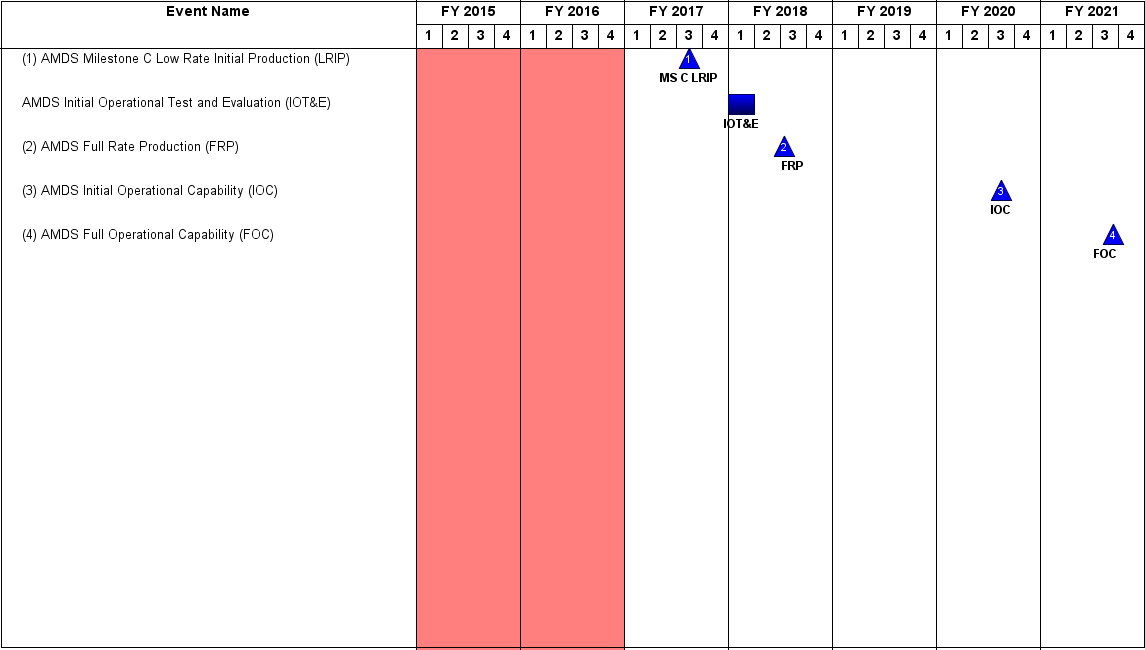 Event Name FY 2015 FY 2016 FY 2017 FY 2018 FY 2019 FY 2020 FY 2021
1 2 3 4 1 2 3 4 1 2 3 4 1 2 3 4 1 2 3 4 1 2 3 4 1 2 3 4
(1) AMDS Milestone C Low Rate Initial Production (LRIP) 1
MS C LRIP
AMDS Initial Operational Test and Evaluation (IOT&E)
IOT&E
(2) AMDS Full Rate Production (FRP) 2
FRP
(3) AMDS Initial Operational Capability (IOC) 3
IOC
(4) AMDS Full Operational Capability (FOC) 4
FOC